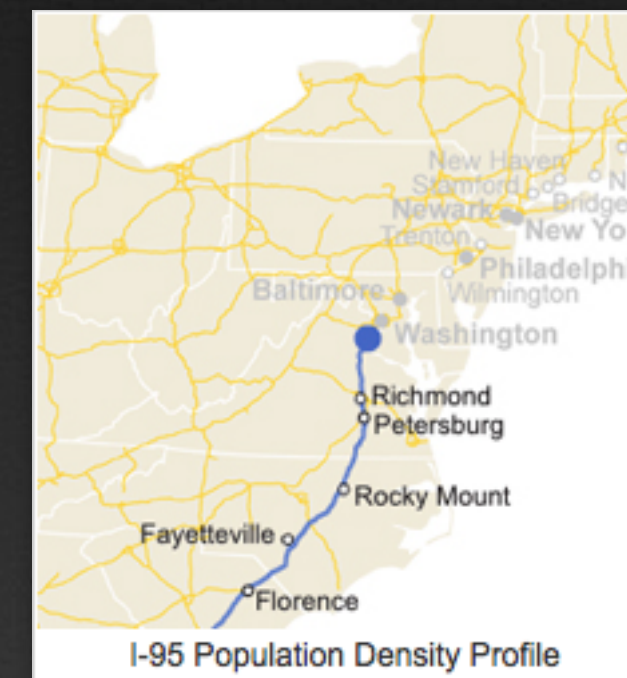 New Haven
Stamford
N
Bridge
Newark
New Yo
Trenton
Philadelphi
Baltimore
Wilmington
Washington
Richmond
Petersburg
Rocky Mount
Fayetteville
Florence
I-95 Population Density Profile